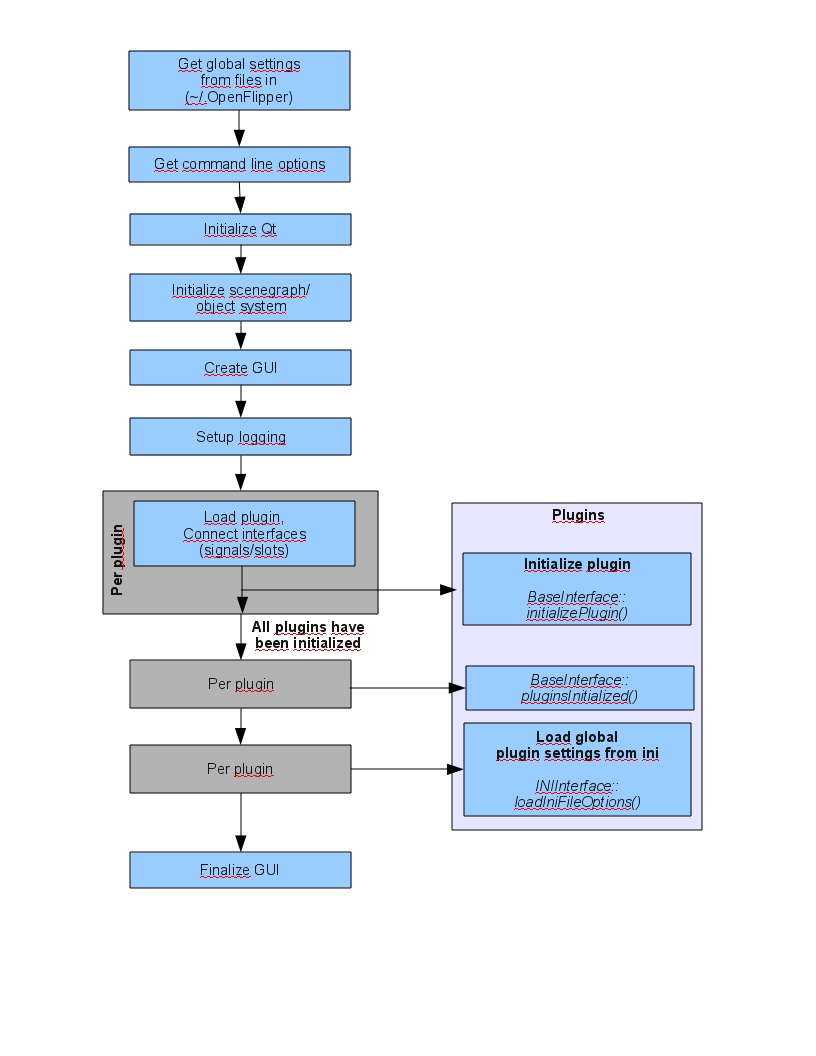 Get global settings
from files in
(~/.OpenFlipper)
Get command line options
Initialize Qt
Initialize scenegraph/
object system
Create GUI
Setup logging
Per plugin
Load plugin,
Connect interfaces
(signals/slots)
All plugins have
been initialized
Per plugin
Per plugin
Finalize GUI
Plugins
Initialize plugin
BaseInterface::
initializePlugin()
BaseInterface::
pluginsInitialized()
Load global
plugin settings from ini
INIInterface::
loadIniFileOptions()